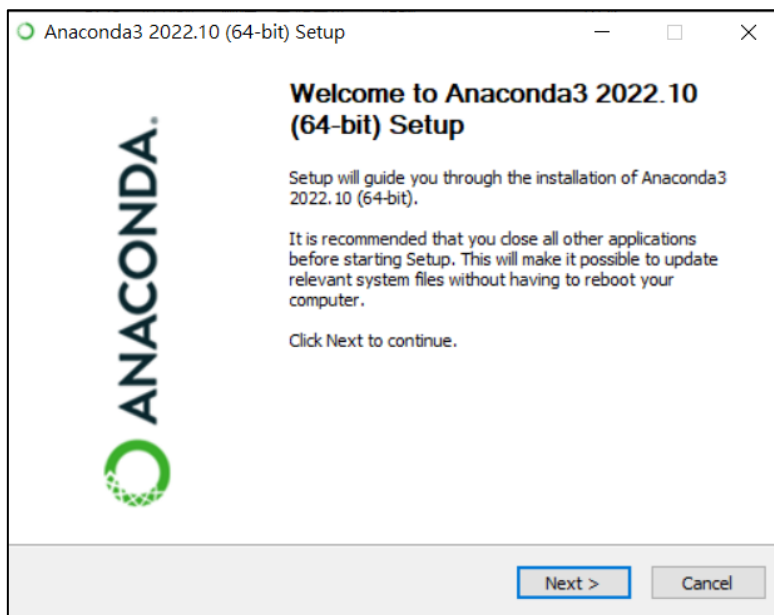 Anaconda3 2022.10 (64-bit) Setup
Welcome to Anaconda3 2022.10
(64-bit) Setup
Setup will guide you through the installation of Anaconda3
2022.10 (64-bit).
It is recommended that you close all other applications
before starting Setup. This will make it possible to update
relevant system files without having to reboot your
computer.
Click Next to continue.
ANACONDA.
Next >
Cancel